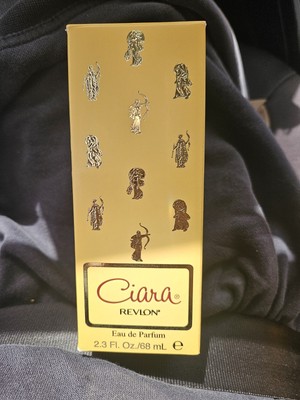 Ciara®
REVLON®
Eau de Parfum
2.3 Fl. Oz./68 mL ℮